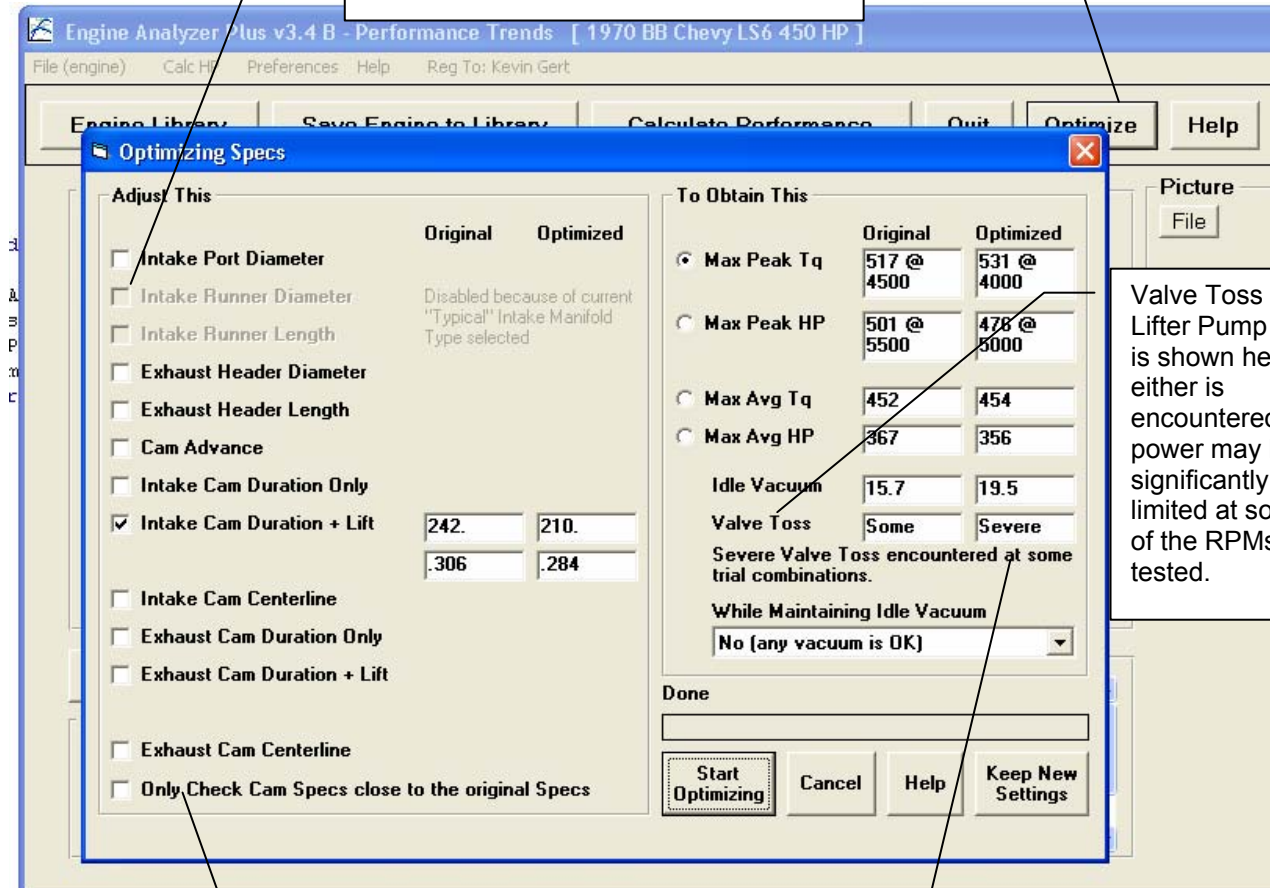 Engine Analyzer Plus v3.4 B - Performance Trends [ 1970 BB Chevy LS6 450 HP ]
File (engine) Calc HP Preferences Help Reg To: Kevin Gert
Engine Library Save Engine to Library Calculate Performance Quit Optimize Help
Optimizing Specs
Adjust This
Original Optimized
Intake Port Diameter
Intake Runner Diameter
Intake Runner Length
Disabled because of current
"Typical" Intake Manifold
Type selected
Exhaust Header Diameter
Exhaust Header Length
Cam Advance
Intake Cam Duration Only
Intake Cam Duration + Lift 242. 210.
.306 .284
Intake Cam Centerline
Exhaust Cam Duration Only
Exhaust Cam Duration + Lift
Exhaust Cam Centerline
Only Check Cam Specs close to the original Specs
To Obtain This
Original Optimized
Max Peak Tq 517 @ 4500 531 @ 4000
Max Peak HP 501 @ 5500 476 @ 5000
Max Avg Tq 452 454
Max Avg HP 367 356
Idle Vacuum 15.7 19.5
Valve Toss Some Severe
Severe Valve Toss encountered at some
trial combinations.
While Maintaining Idle Vacuum
No (any vacuum is OK)
Done
Start Optimizing Cancel Help Keep New Settings
Picture
File
Valve Toss
Lifter Pump
is shown he
either is
encountered
power may
significantly
limited at so
of the RPMs
tested.